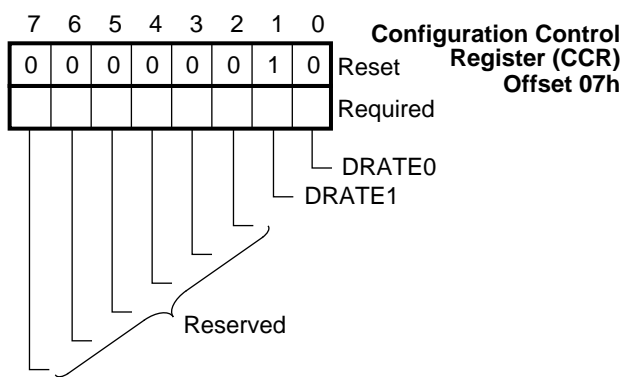 7 6 5 4 3 2 1 0
Configuration Control
Register (CCR)
Offset 07h
0 0 0 0 0 0 1 0 Reset
Required
DRATE0
DRATE1
Reserved